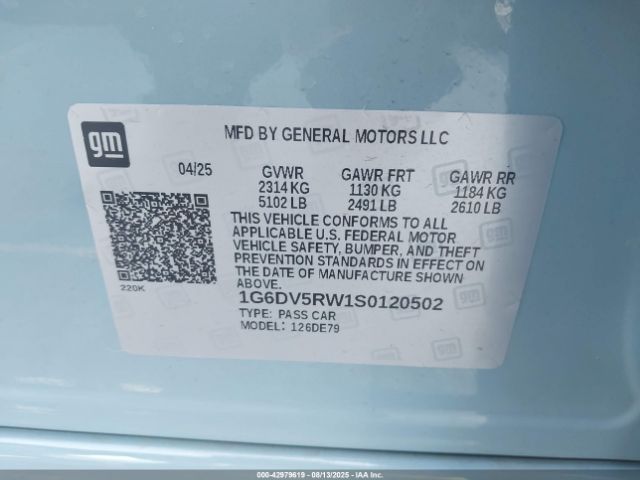 gm
MFD BY GENERAL MOTORS LLC
04/25 GVWR GAWR FRT GAWR RR
2314 KG 1130 KG 1184 KG
5102 LB 2491 LB 2610 LB
THIS VEHICLE CONFORMS TO ALL
APPLICABLE U.S. FEDERAL MOTOR
VEHICLE SAFETY, BUMPER, AND THEFT
PREVENTION STANDARDS IN EFFECT ON
THE DATE OF MANUFACTURE SHOWN
ABOVE.
220K
1G6DV5RW1S0120502
TYPE: PASS CAR
MODEL: 126DE79
000-42979619 - 08/13/2025 - Copyright IAA, Inc.